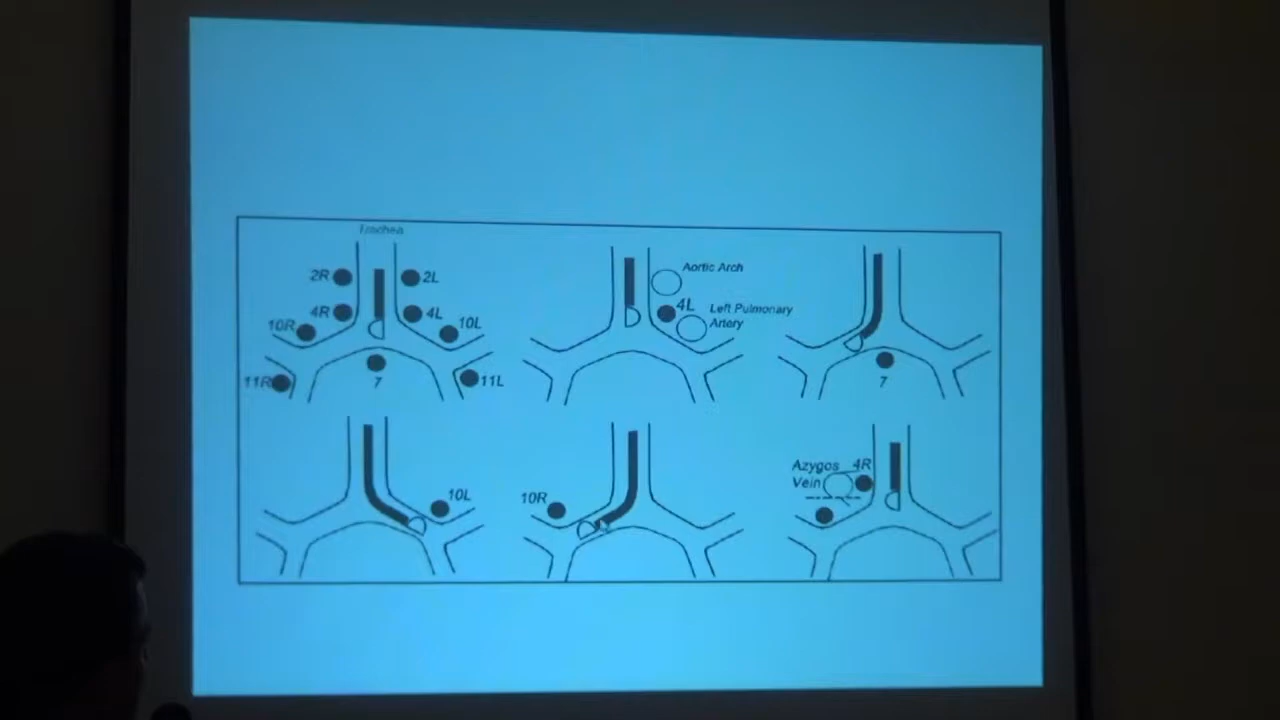 Trachea
2R
2L
4R
4L
10R
10L
11R
7
11L
Aortic Arch
4L
Left Pulmonary
Artery
7
10L
10R
Azygos
4R
Vein